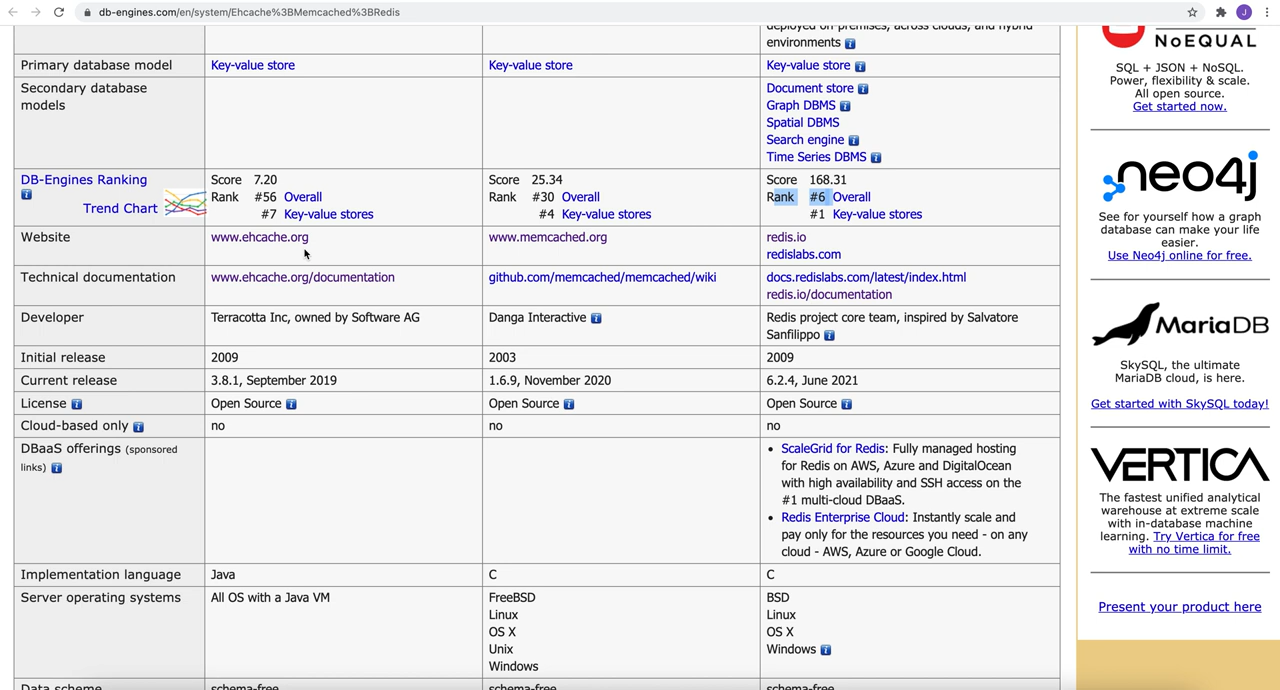 db-engines.com/en/system/Ehcache%3BMemcached%3BRedis
J
deployed on premises, across clouds, and hybrid
environments
Primary database model
Key-value store
Key-value store
Key-value store
Secondary database
models
Document store
Graph DBMS
Spatial DBMS
Search engine
Time Series DBMS
DB-Engines Ranking
Trend Chart
Score 7.20
Rank #56 Overall
#7 Key-value stores
Score 25.34
Rank #30 Overall
#4 Key-value stores
Score 168.31
Rank #6 Overall
#1 Key-value stores
Website
www.ehcache.org
www.memcached.org
redis.io
redislabs.com
Technical documentation
www.ehcache.org/documentation
github.com/memcached/memcached/wiki
docs.redislabs.com/latest/index.html
redis.io/documentation
Developer
Terracotta Inc, owned by Software AG
Danga Interactive
Redis project core team, inspired by Salvatore
Sanfilippo
Initial release
2009
2003
2009
Current release
3.8.1, September 2019
1.6.9, November 2020
6.2.4, June 2021
License
Open Source
Open Source
Open Source
Cloud-based only
no
no
no
DBaaS offerings (sponsored
links)
• ScaleGrid for Redis: Fully managed hosting
for Redis on AWS, Azure and DigitalOcean
with high availability and SSH access on the
#1 multi-cloud DBaaS.
• Redis Enterprise Cloud: Instantly scale and
pay only for the resources you need - on any
cloud - AWS, Azure or Google Cloud.
Implementation language
Java
C
C
Server operating systems
All OS with a Java VM
FreeBSD
Linux
OS X
Unix
Windows
BSD
Linux
OS X
Windows
Data scheme
schema-free
schema-free
schema-free
NoEQUAL
SQL + JSON + NoSQL.
Power, flexibility & scale.
All open source.
Get started now.
neo4j
See for yourself how a graph
database can make your life
easier.
Use Neo4j online for free.
MariaDB
SkySQL, the ultimate
MariaDB cloud, is here.
Get started with SkySQL today!
VERTICA
The fastest unified analytical
warehouse at extreme scale
with in-database machine
learning. Try Vertica for free
with no time limit.
Present your product here